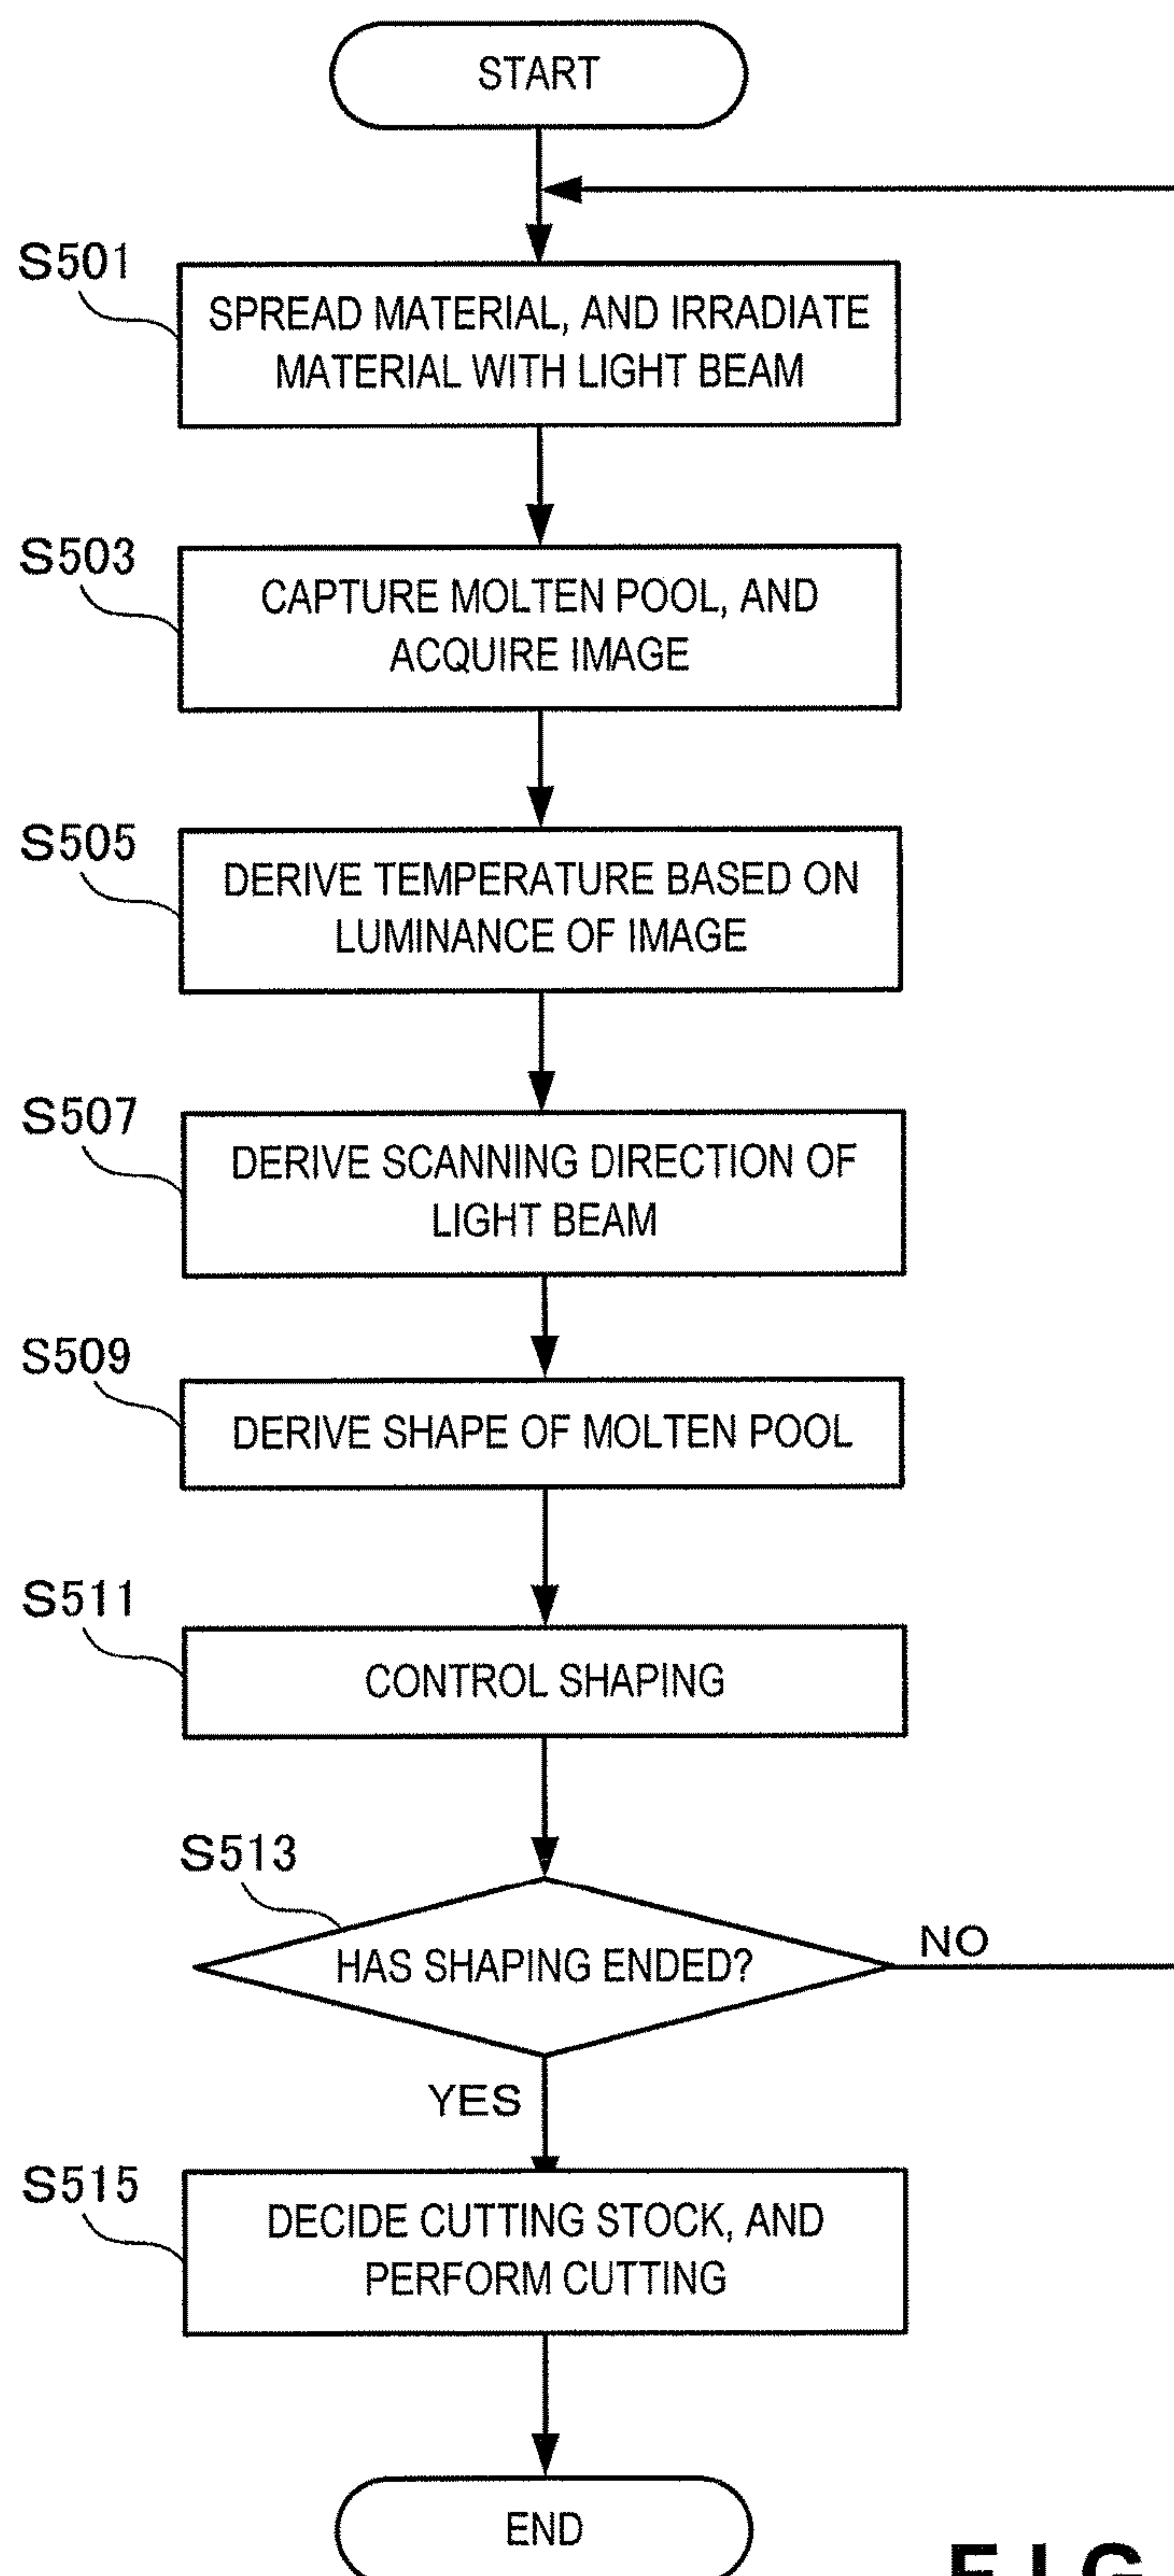 START
S501
SPREAD MATERIAL, AND IRRADIATE
MATERIAL WITH LIGHT BEAM
S503
CAPTURE MOLTEN POOL, AND
ACQUIRE IMAGE
S505
DERIVE TEMPERATURE BASED ON
LUMINANCE OF IMAGE
S507
DERIVE SCANNING DIRECTION OF
LIGHT BEAM
S509
DERIVE SHAPE OF MOLTEN POOL
S511
CONTROL SHAPING
S513
HAS SHAPING ENDED?
NO
YES
S515
DECIDE CUTTING STOCK, AND
PERFORM CUTTING
END
FIG